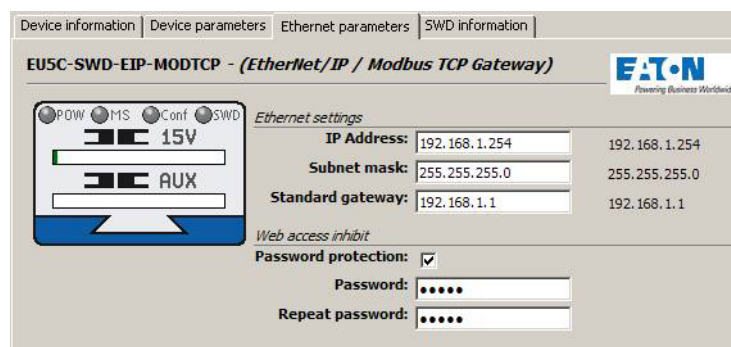 Device information | Device parameters | Ethernet parameters | SWD information
EU5C-SWD-EIP-MODTCP - (EtherNet/IP / Modbus TCP Gateway)
EATON
Powering Business Worldwid
POW MS Conf SWD
15V
AUX
Ethernet settings
IP Address: 192.168.1.254 192.168.1.254
Subnet mask: 255.255.255.0 255.255.255.0
Standard gateway: 192.168.1.1 192.168.1.1
Web access inhibit
Password protection:
Password: •••••
Repeat password: •••••